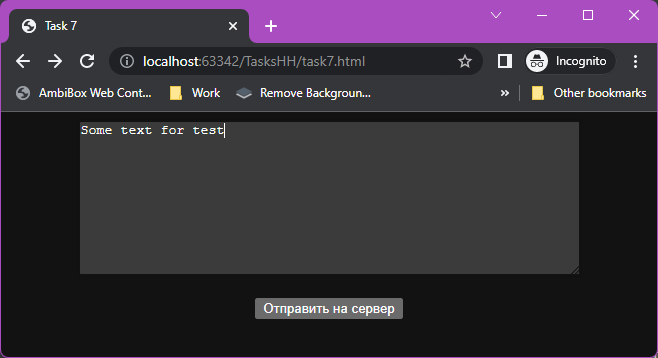 Task 7
localhost:63342/TasksHH/task7.html
Incognito
AmbiBox Web Cont...
Work
Remove Backgroun...
Other bookmarks
Some text for test
Отправить на сервер